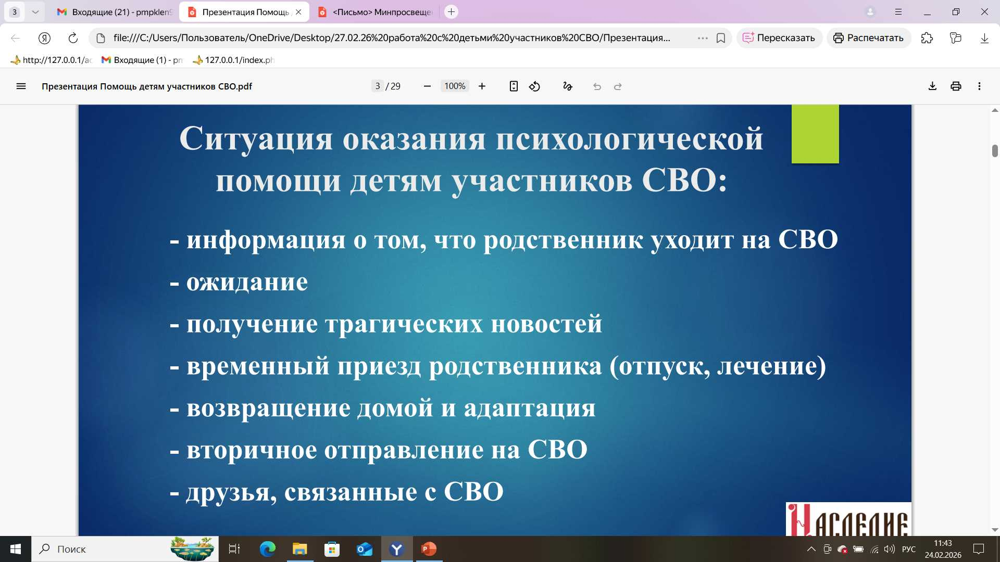 3
Входящие (21) - pmpklen9
Презентация Помощь
<Письмо> Минпросвеще
file:///C:/Users/Пользователь/OneDrive/Desktop/27.02.26%20работа%20с%20детьми%20участников%20СВО/Презентация...
Пересказать
Распечатать
http://127.0.0.1/ac
Входящие (1) - pm
127.0.0.1/index.ph
Презентация Помощь детям участников СВО.pdf
3 / 29
100%
Ситуация оказания психологической
помощи детям участников СВО:
- информация о том, что родственник уходит на СВО
- ожидание
- получение трагических новостей
- временный приезд родственника (отпуск, лечение)
- возвращение домой и адаптация
- вторичное отправление на СВО
- друзья, связанные с СВО
Наследие
Поиск
РУС
11:43
24.02.2026